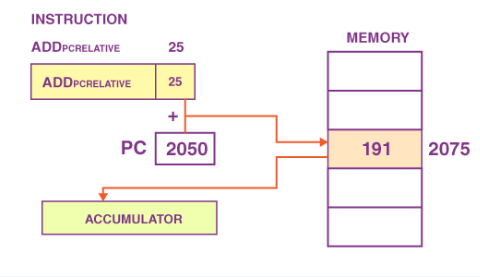 INSTRUCTION
ADDPCRELATIVE 25
MEMORY
ADDPCRELATIVE 25
+
PC 2050
191 2075
ACCUMULATOR